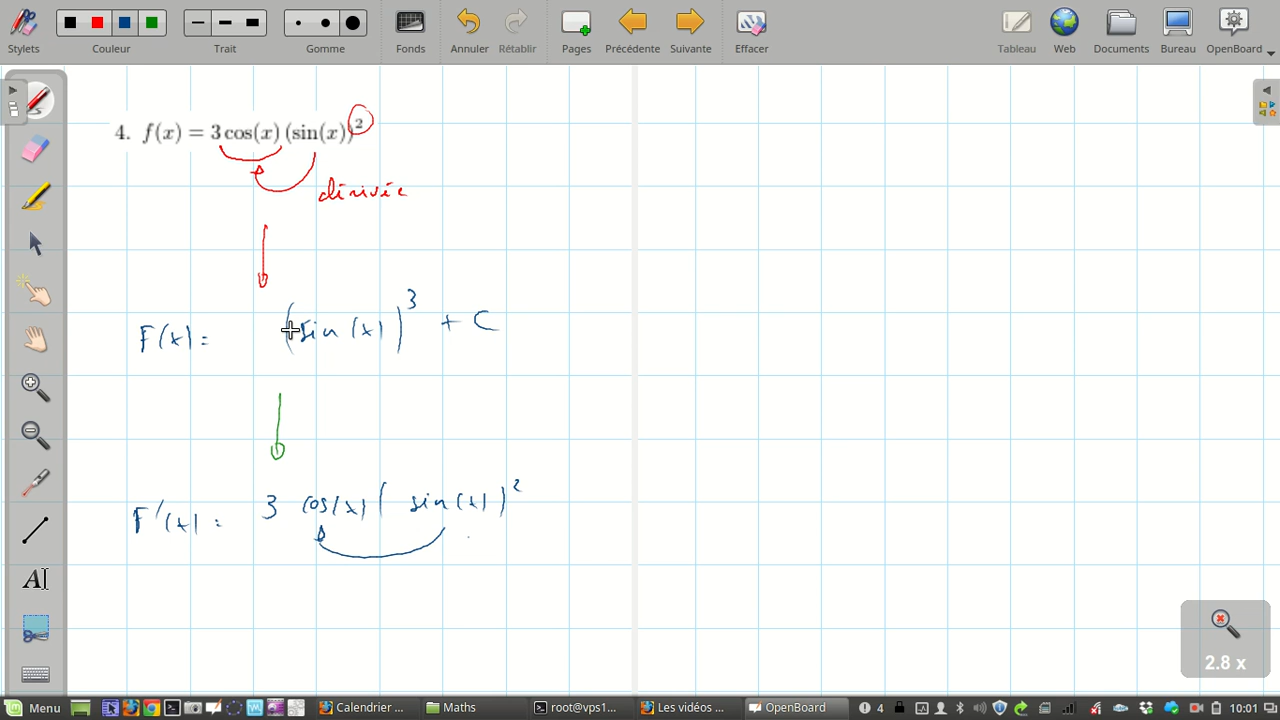 Stylets Couleur Trait Gomme Fonds Annuler Rétablir Pages Précédente Suivante Effacer Tableau Web Documents Bureau OpenBoard
4. f(x) = 3 cos(x) (sin(x))²
dérivée
F(x) = (sin(x))³ + C
F'(x) = 3 cos(x) (sin(x))²
2.8 x
Menu Calendrier ... Maths root@vps1... Les vidéos ... OpenBoard 4 10:01